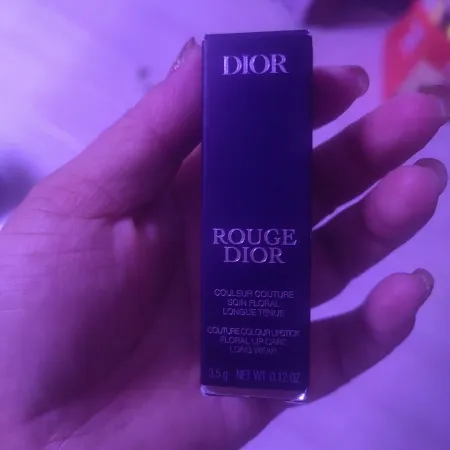 DIOR
ROUGE
DIOR
COULEUR COUTURE
SOIN FLORAL
LONGUE TENUE
COUTURE COLOUR LIPSTICK
FLORAL LIP CARE
LONG WEAR
3.5 g NET WT 0.12 OZ